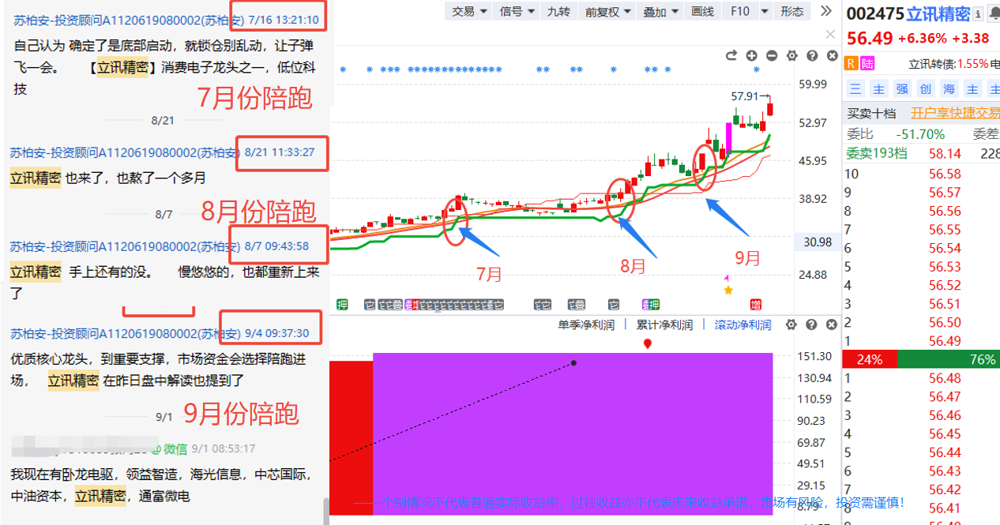 苏柏安-投资顾问A1120619080002(苏柏安) 7/16 13:21:10
自己认为 确定了是底部启动，就锁仓别乱动，让子弹
飞一会。 【立讯精密】消费电子龙头之一，低位科
技
7月份陪跑
8/21
苏柏安-投资顾问A1120619080002(苏柏安) 8/21 11:33:27
立讯精密 也来了，也熬了一个多月
8/7
8月份陪跑
苏柏安-投资顾问A1120619080002(苏柏安) 8/7 09:43:58
立讯精密 手上还有的没。 慢悠悠的，也都重新上来
了
苏柏安-投资顾问A1120619080002(苏柏安) 9/4 09:37:30
优质核心龙头，到重要支撑，市场资金会选择陪跑进
场， 立讯精密 在昨日盘中解读也提到了
9/1
9月份陪跑
@微信 9/1 08:53:17
我现在有卧龙电驱，领益智造，海光信息，中芯国际，
中油资本，立讯精密，通富微电
交易 信号 九转 前复权 叠加 画线 F10 形态
57.91
59.99
52.97
45.95
38.92
30.98
24.88
7月
8月
9月
押
增
单季净利润 累计净利润 滚动净利润
151.30
130.94
110.59
90.23
69.87
49.51
29.15
8.79
个别情况不代表普遍实际收益率，过往收益亦不代表未来收益承诺，市场有风险，投资需谨慎！
002475 立讯精密
56.49 +6.36% +3.38
R 陆 立讯转债:1.55% 电
三 主 强 创 海 主 主
买卖十档 开户享快捷交易
委比 -51.70% 委差
委卖193档 58.14 228
10 56.58
9 56.57
8 56.56
7 56.55
6 56.54
5 56.53
4 56.52
3 56.51
2 56.50
1 56.49
24% 76%
1 56.48
2 56.47
3 56.46
4 56.45
5 56.44
6 56.43
7 56.42
8 56.41